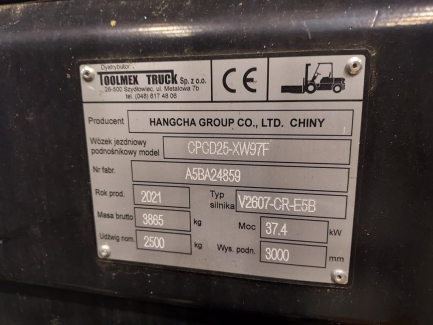 Dystrybutor:
TOOLMEX TRUCK Sp. z o.o.
26-500 Szydłowiec, ul. Metalowa 7b
tel. (048) 617 48 06
CE
Producent HANGCHA GROUP CO., LTD. CHINY
Wózek jezdniowy
podnośnikowy model CPCD25-XW97F
Nr fabr. A5BA24859
Rok prod. 2021 Typ silnika V2607-CR-E5B
Masa brutto 3865 kg Moc 37.4 kW
Udźwig nom. 2500 kg Wys. podn. 3000 mm